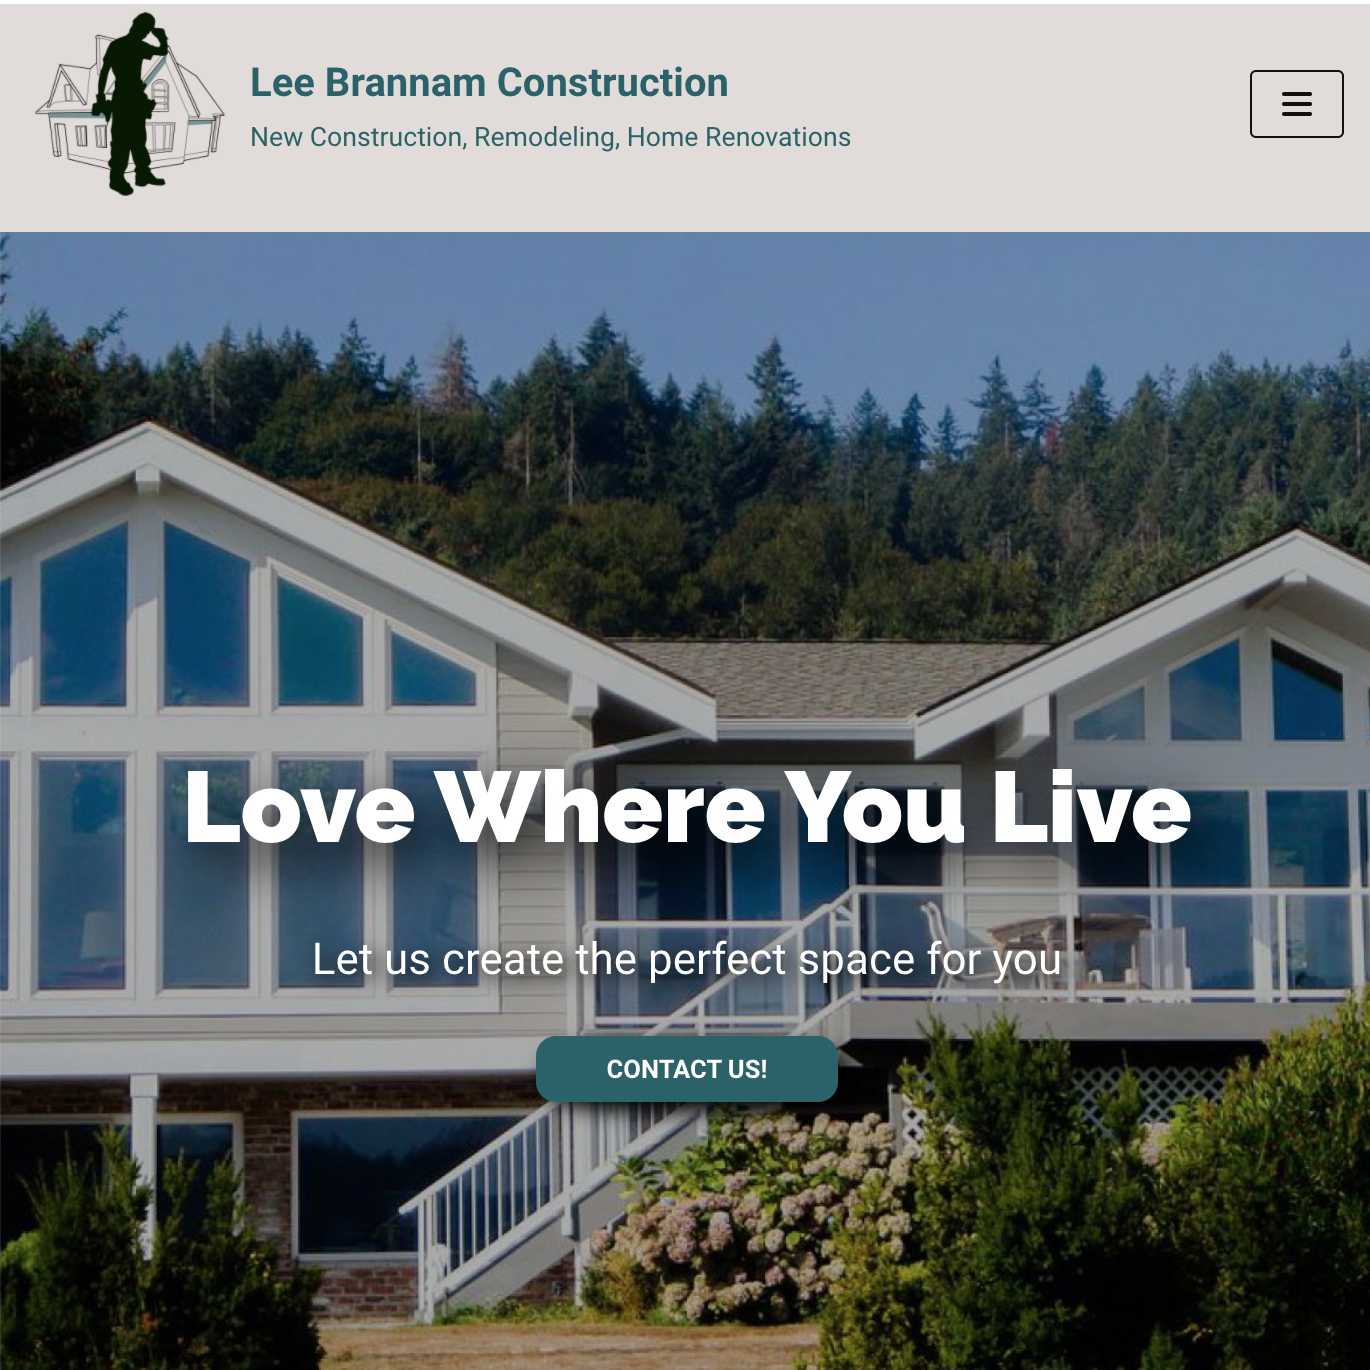 Lee Brannam Construction
New Construction, Remodeling, Home Renovations
Love Where You Live
Let us create the perfect space for you
CONTACT US!